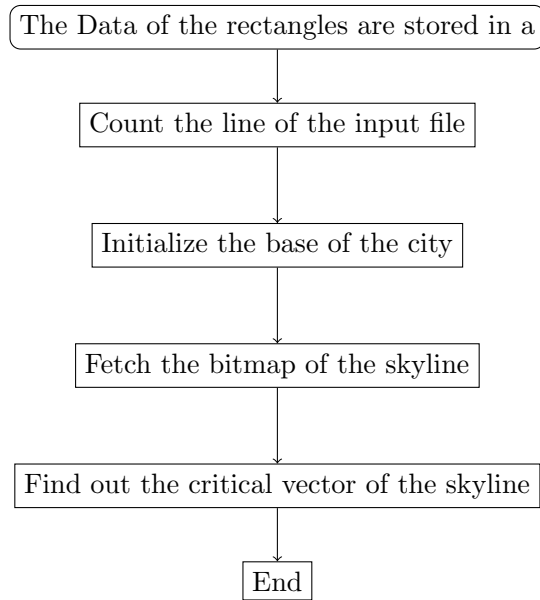 The Data of the rectangles are stored in a
Count the line of the input file
Initialize the base of the city
Fetch the bitmap of the skyline
Find out the critical vector of the skyline
End